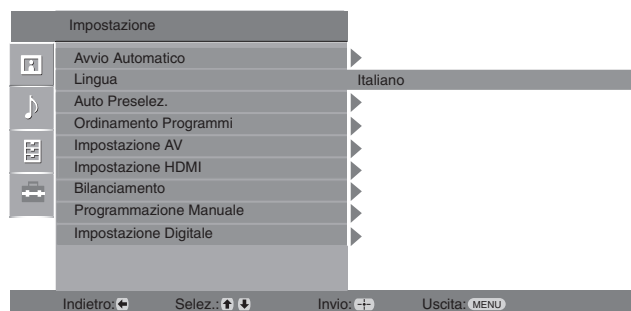 Impostazione
Avvio Automatico
Lingua Italiano
Auto Preselez.
Ordinamento Programmi
Impostazione AV
Impostazione HDMI
Bilanciamento
Programmazione Manuale
Impostazione Digitale
Indietro: Selez.: Invio: Uscita: MENU